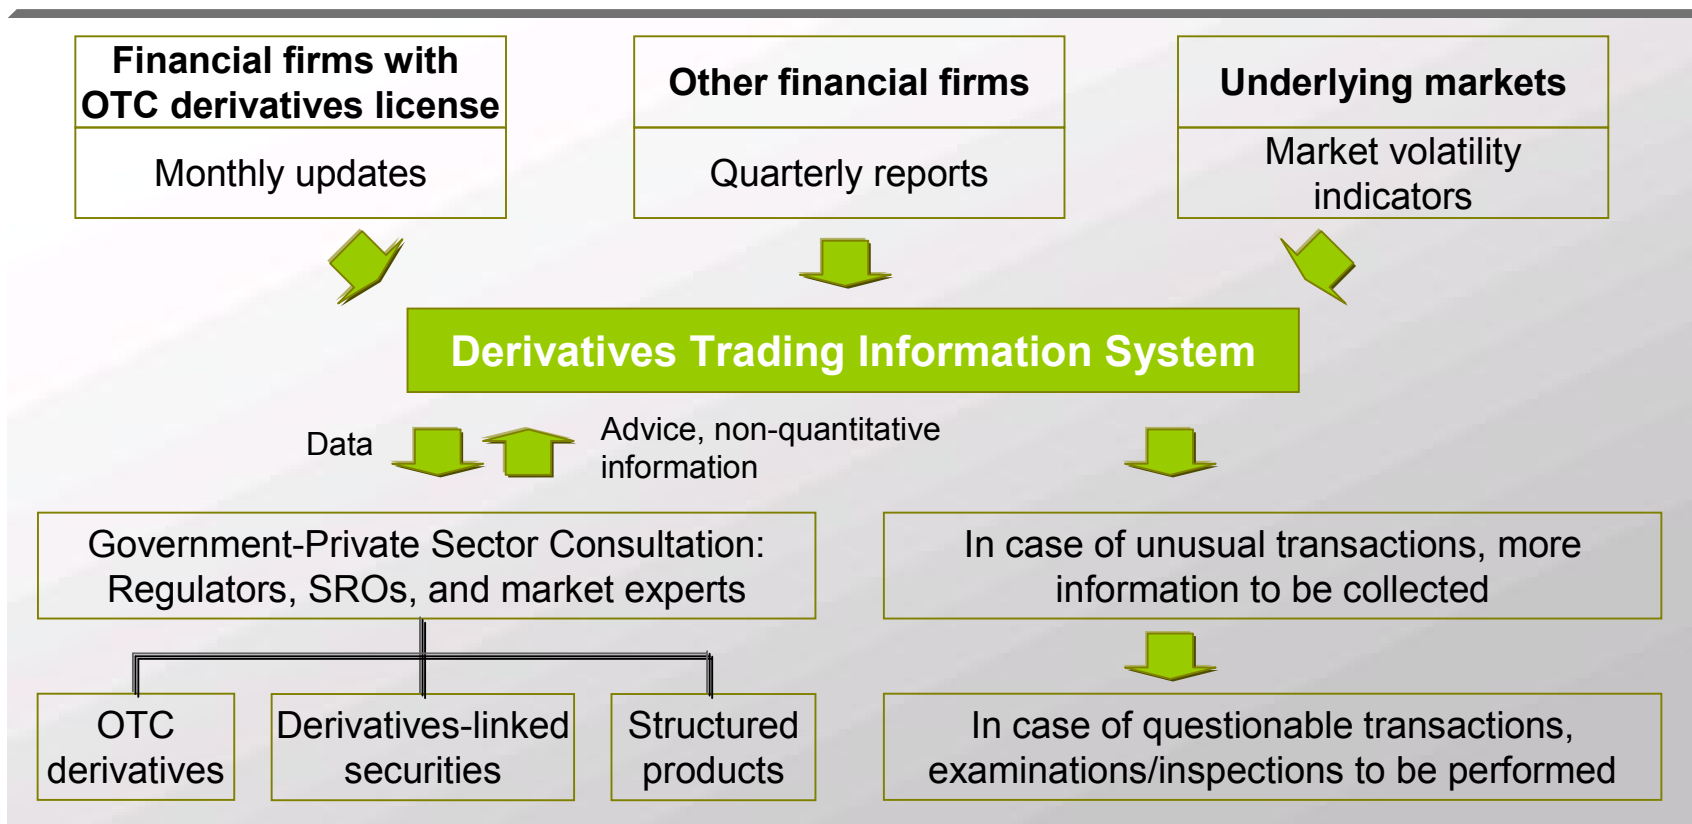 Financial firms with
OTC derivatives license
Monthly updates
Other financial firms
Quarterly reports
Underlying markets
Market volatility
indicators
Derivatives Trading Information System
Data
Advice, non-quantitative
information
Government-Private Sector Consultation:
Regulators, SROs, and market experts
OTC
derivatives
Derivatives-linked
securities
Structured
products
In case of unusual transactions, more
information to be collected
In case of questionable transactions,
examinations/inspections to be performed